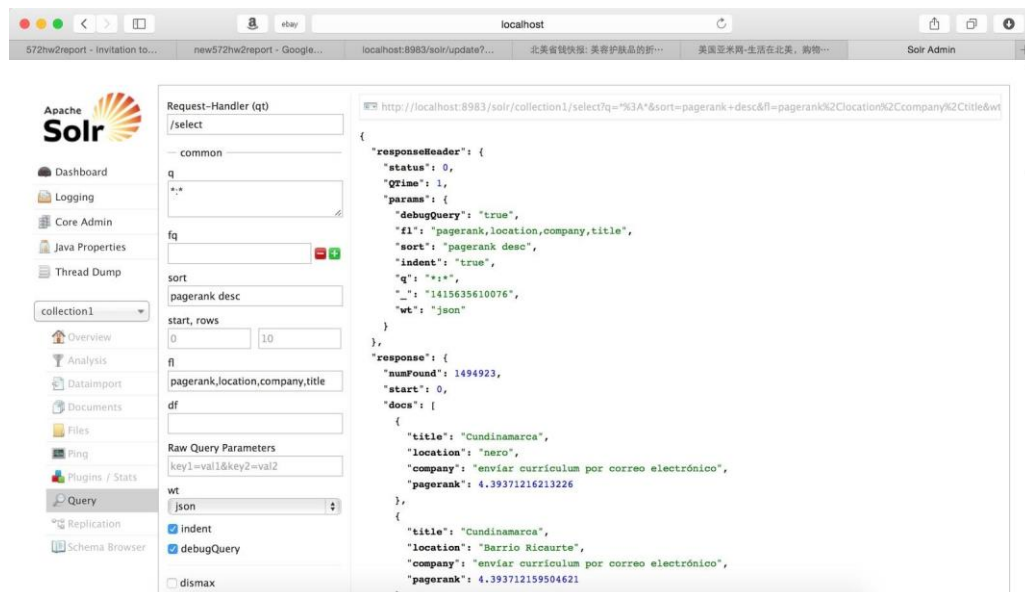 ebay
localhost
572hw2report - Invitation to...
new572hw2report - Google...
localhost:8983/solr/update?...
北美省钱快报: 美容护肤品的折…
美国亚米网-生活在北美，购物…
Solr Admin
Apache
Solr
Dashboard
Logging
Core Admin
Java Properties
Thread Dump
collection1
Overview
Analysis
Dataimport
Documents
Files
Ping
Plugins / Stats
Query
Replication
Schema Browser
Request-Handler (qt)
/select
common
q
*:*
fq
sort
pagerank desc
start, rows
0
10
fl
pagerank,location,company,title
df
Raw Query Parameters
key1=val1&key2=val2
wt
json
indent
debugQuery
dismax
http://localhost:8983/solr/collection1/select?q=*%3A*&sort=pagerank+desc&fl=pagerank%2Clocation%2Ccompany%2Ctitle&wt
{
"responseHeader": {
"status": 0,
"QTime": 1,
"params": {
"debugQuery": "true",
"fl": "pagerank,location,company,title",
"sort": "pagerank desc",
"indent": "true",
"q": "*:*",
"_": "1415635610076",
"wt": "json"
}
},
"response": {
"numFound": 1494923,
"start": 0,
"docs": [
{
"title": "Cundinamarca",
"location": "nero",
"company": "enviar currículum por correo electrónico",
"pagerank": 4.39371216213226
},
{
"title": "Cundinamarca",
"location": "Barrio Ricaurte",
"company": "enviar currículum por correo electrónico",
"pagerank": 4.393712159504621